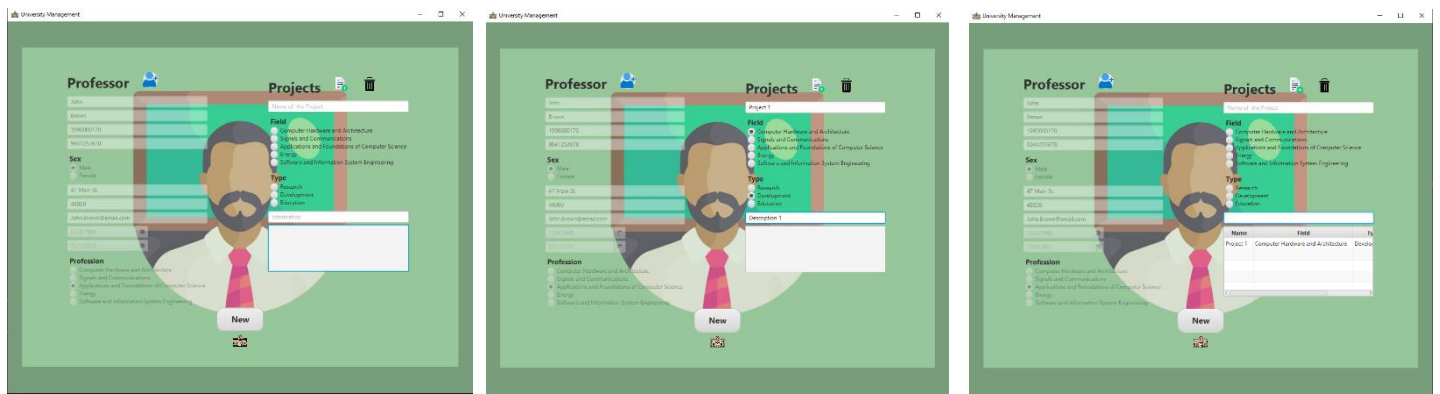 University Management
Professor
Projects
John
Name of the Project
Brown
Field
1990000170
Computer Hardware and Architecture
Signals and Communications
Applications and Foundations of Computer Science
Energy
Software and Information System Engineering
Sex
Male
Female
Type
Research
Development
Education
47 Main St.
John.Brown@email.com
Information
Profession
Computer Hardware and Architecture
Signals and Communications
Applications and Foundations of Computer Science
Energy
Software and Information System Engineering
New
University Management
Professor
Projects
John
Project 1
Brown
Field
1990000170
Computer Hardware and Architecture
Signals and Communications
Applications and Foundations of Computer Science
Energy
Software and Information System Engineering
Sex
Male
Female
Type
Research
Development
Education
47 Main St.
John.Brown@email.com
Description 1
Profession
Computer Hardware and Architecture
Signals and Communications
Applications and Foundations of Computer Science
Energy
Software and Information System Engineering
New
University Management
Professor
Projects
John
Name of the Project
Brown
Field
1990000170
Computer Hardware and Architecture
Signals and Communications
Applications and Foundations of Computer Science
Energy
Software and Information System Engineering
Sex
Male
Female
Type
Research
Development
Education
47 Main St.
John.Brown@email.com
Name Field Ty
Project 1 Computer Hardware and Architecture Develo
Profession
Computer Hardware and Architecture
Signals and Communications
Applications and Foundations of Computer Science
Energy
Software and Information System Engineering
New